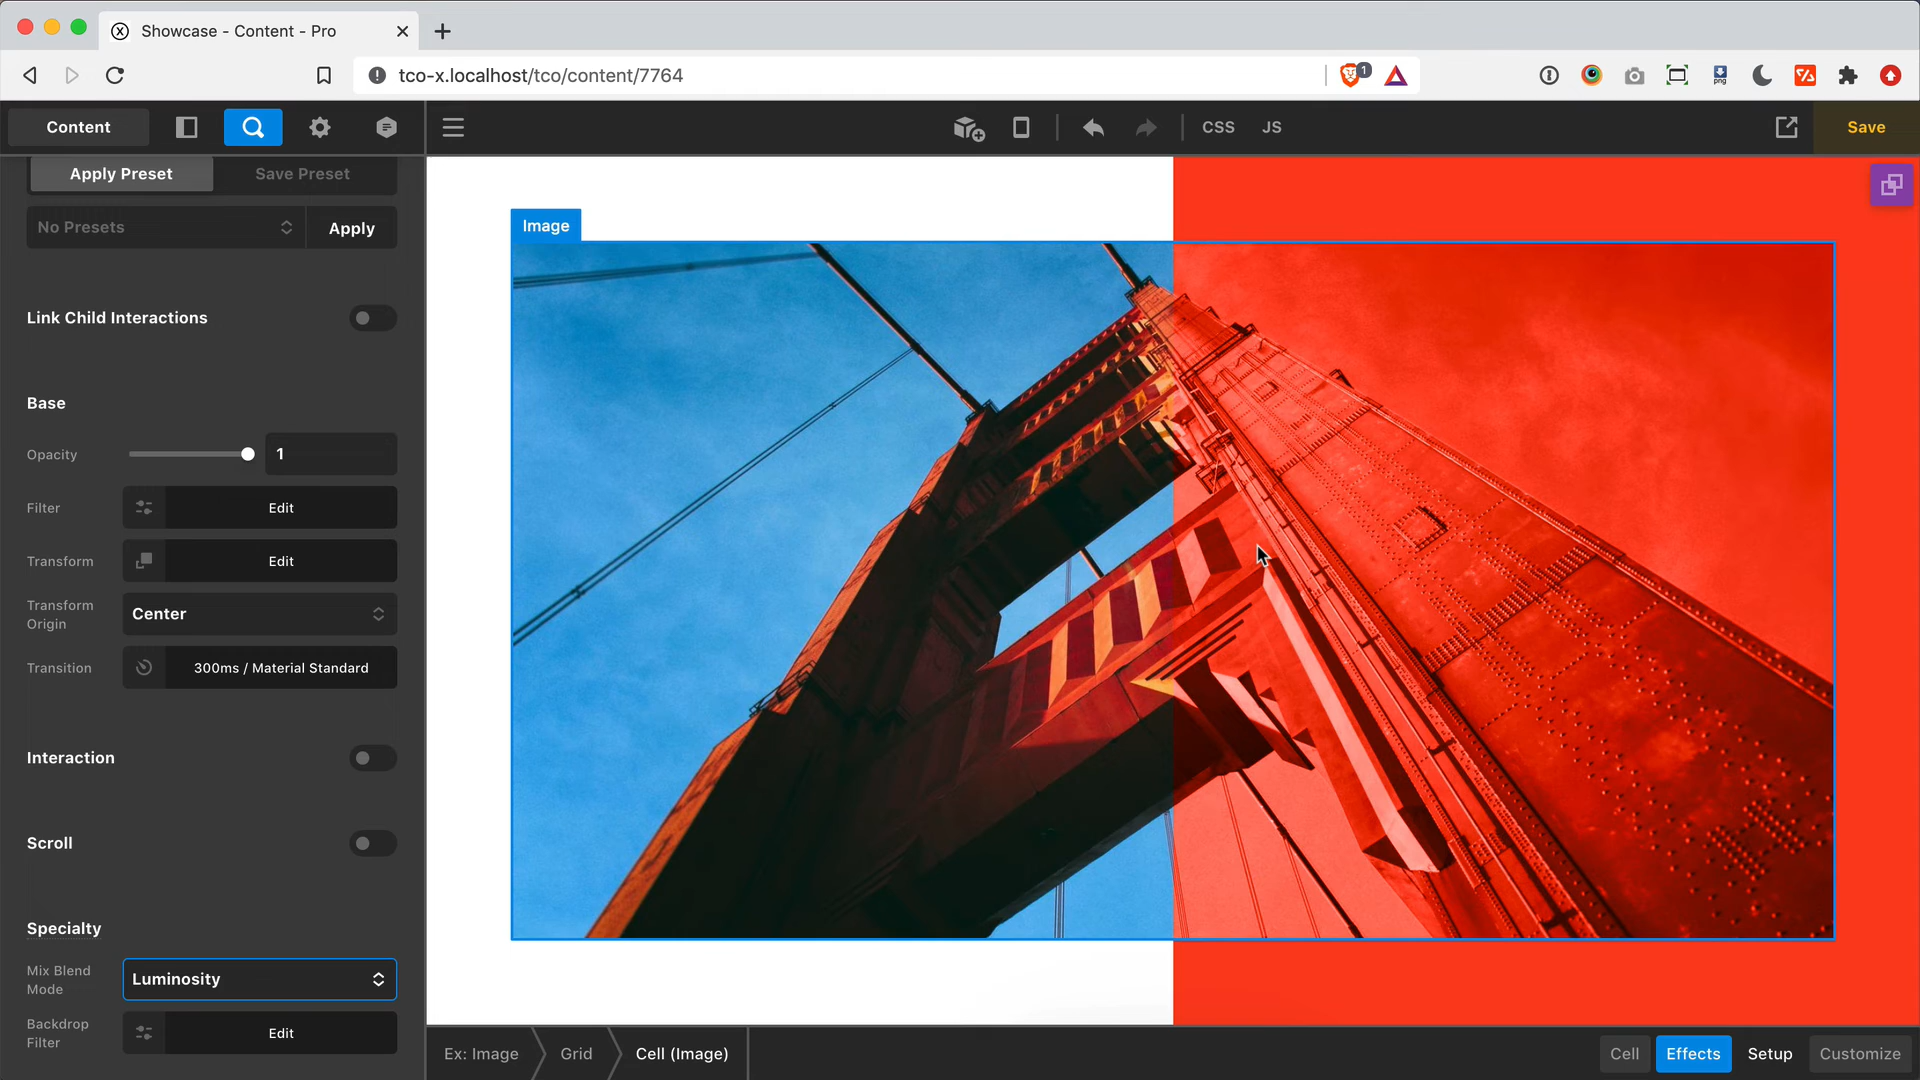 Showcase - Content - Pro
tco-x.localhost/tco/content/7764
1
png
Content
CSS
JS
Save
Apply Preset
Save Preset
No Presets
Apply
Image
Link Child Interactions
Base
Opacity
1
Filter
Edit
Transform
Edit
Transform
Origin
Center
Transition
300ms / Material Standard
Interaction
Scroll
Specialty
Mix Blend
Mode
Luminosity
Backdrop
Filter
Edit
Ex: Image
Grid
Cell (Image)
Cell
Effects
Setup
Customize